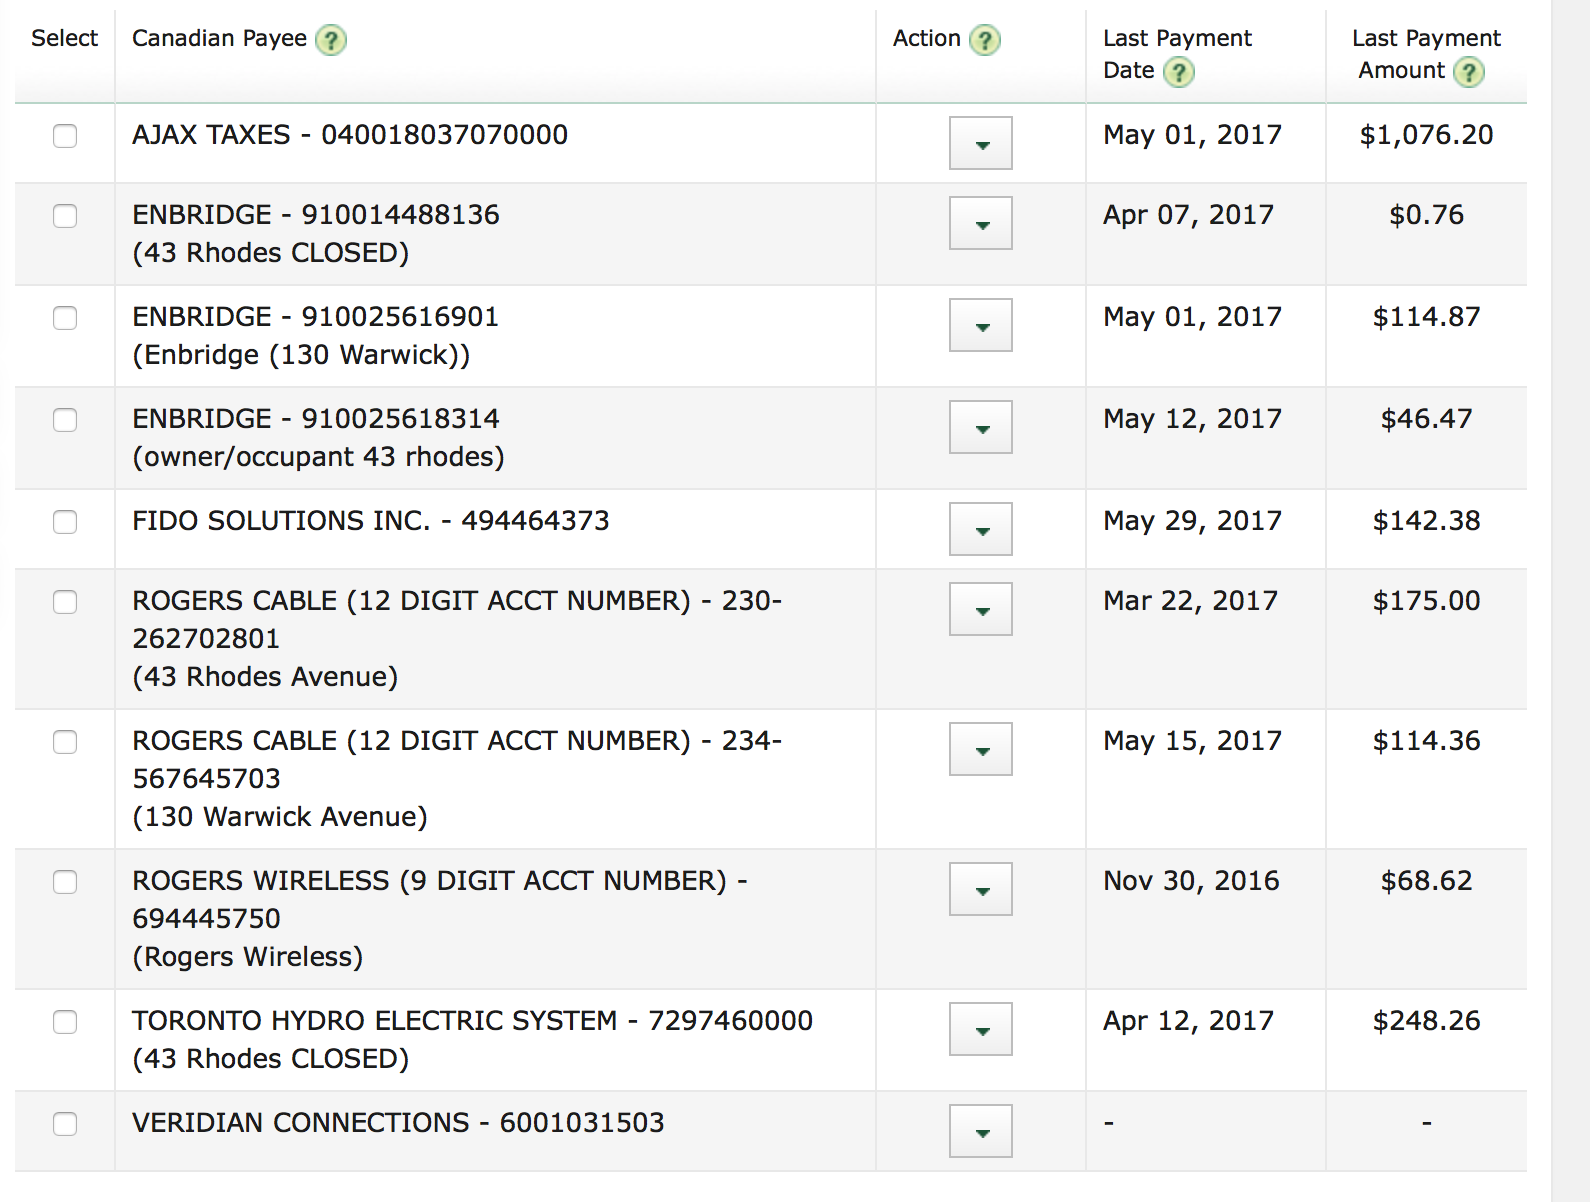 Select Canadian Payee ? Action ? Last Payment Date ? Last Payment Amount ?
AJAX TAXES - 040018037070000 May 01, 2017 $1,076.20
ENBRIDGE - 910014488136 Apr 07, 2017 $0.76
(43 Rhodes CLOSED)
ENBRIDGE - 910025616901 May 01, 2017 $114.87
(Enbridge (130 Warwick))
ENBRIDGE - 910025618314 May 12, 2017 $46.47
(owner/occupant 43 rhodes)
FIDO SOLUTIONS INC. - 494464373 May 29, 2017 $142.38
ROGERS CABLE (12 DIGIT ACCT NUMBER) - 230- Mar 22, 2017 $175.00
262702801
(43 Rhodes Avenue)
ROGERS CABLE (12 DIGIT ACCT NUMBER) - 234- May 15, 2017 $114.36
567645703
(130 Warwick Avenue)
ROGERS WIRELESS (9 DIGIT ACCT NUMBER) - Nov 30, 2016 $68.62
694445750
(Rogers Wireless)
TORONTO HYDRO ELECTRIC SYSTEM - 7297460000 Apr 12, 2017 $248.26
(43 Rhodes CLOSED)
VERIDIAN CONNECTIONS - 6001031503 - -